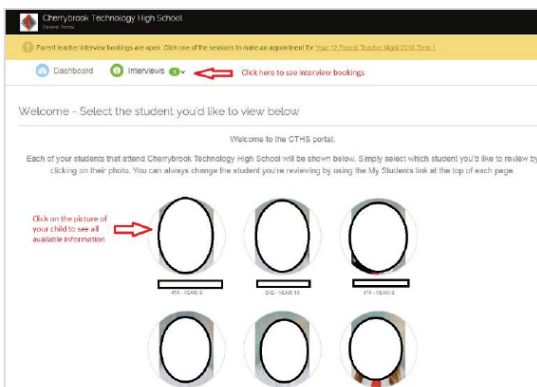 Cherrybrook Technology High School
Parent Portal
Parent teacher interview bookings are open. Click one of the sessions to make an appointment for Year 12 Parent Teacher Night 2016 Term 1.
Dashboard Interviews 1 Click here to see interview bookings
Welcome - Select the student you'd like to view below
Welcome to the CTHS portal.
Each of your students that attend Cherrybrook Technology High School will be shown below. Simply select which student you'd like to review by
clicking on their photo. You can always change the student you're reviewing by using the My Students link at the top of each page.
Click on the picture
of your child to see all
available information